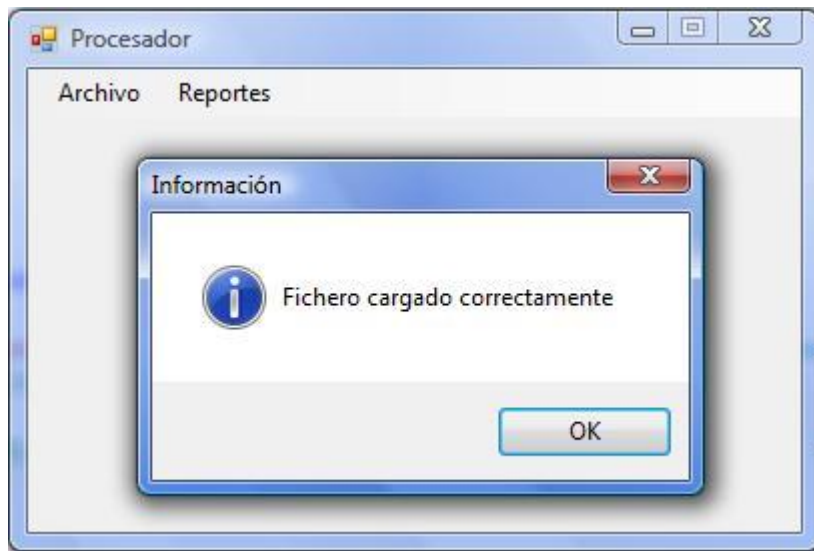 Procesador
Archivo Reportes
Información
Fichero cargado correctamente
OK